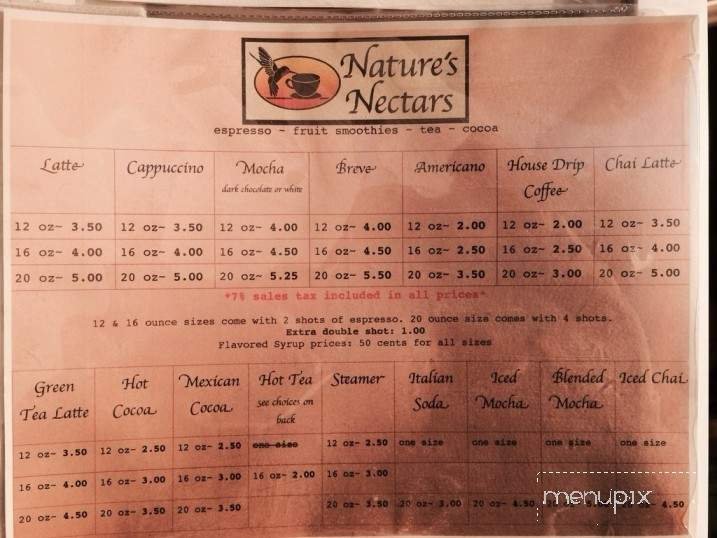 Nature's
Nectars
espresso ~ fruit smoothies ~ tea ~ cocoa
Latte Cappuccino Mocha Breve Americano House Drip Chai Latte
dark chocolate or white Coffee
12 oz~ 3.50 12 oz~ 3.50 12 oz~ 4.00 12 oz~ 4.00 12 oz~ 2.00 12 oz~ 2.00 12 oz~ 3.50
16 oz~ 4.00 16 oz~ 4.00 16 oz~ 4.50 16 oz~ 4.50 16 oz~ 2.50 16 oz~ 2.50 16 oz~ 4.00
20 oz~ 5.00 20 oz~ 5.00 20 oz~ 5.25 20 oz~ 5.50 20 oz~ 3.50 20 oz~ 3.00 20 oz~ 5.00
*7% sales tax included in all prices*
12 & 16 ounce sizes come with 2 shots of espresso. 20 ounce size comes with 4 shots.
Extra double shot: 1.00
Flavored Syrup prices: 50 cents for all sizes
Green Hot Mexican Hot Tea Steamer Italian Iced Blended Iced Chai
Tea Latte Cocoa Cocoa see choices on Soda Mocha Mocha
back
12 oz~ 3.50 12 oz~ 2.50 12 oz~ 2.50 one size 12 oz~ 2.50 one size one size one size one size
16 oz~ 4.00 16 oz~ 3.00 16 oz~ 3.00 16 oz~ 2.00 16 oz~ 3.00
20 oz~ 4.50 20 oz~ 3.50 20 oz~ 3.50 20 oz~ 3.50 20 oz~ 3.00 20 oz~ 4.50 4.50
menupix